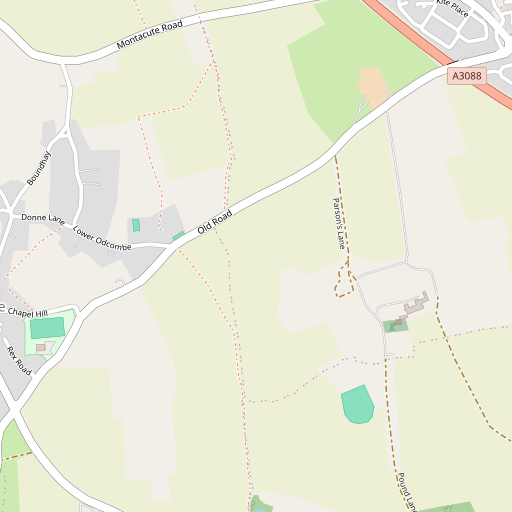 Kite Place
Montacute Road
A3088
Boundhay
Donne Lane
Old Road
Parson's Lane
Lower Odcombe
e
Chapel Hill
Rex Road
Pound Lane